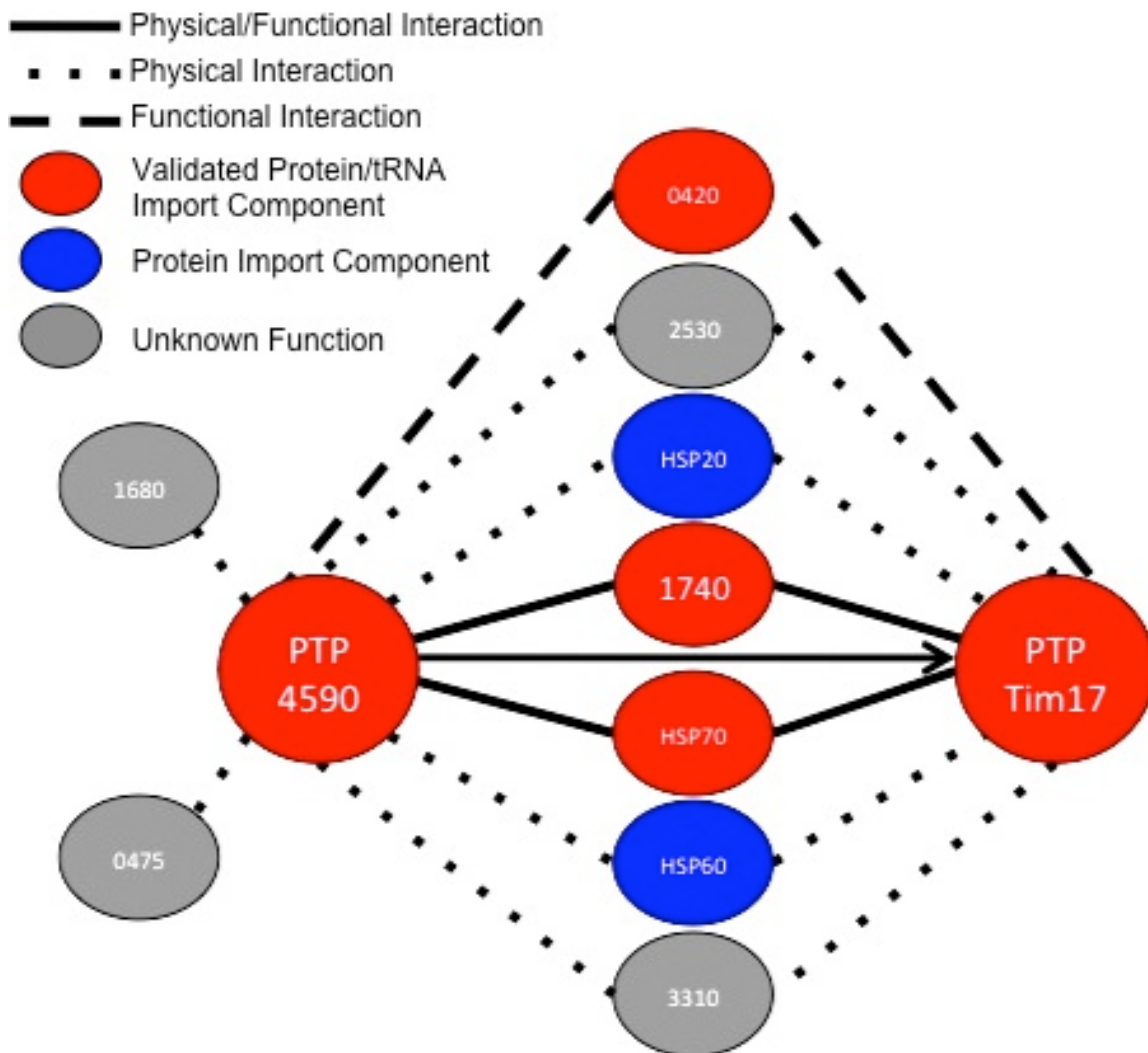 Physical/Functional Interaction
Physical Interaction
Functional Interaction
Validated Protein/tRNA
Import Component
Protein Import Component
Unknown Function
0420
2530
HSP20
1680
1740
PTP
4590
PTP
Tim17
HSP70
HSP60
0475
3310